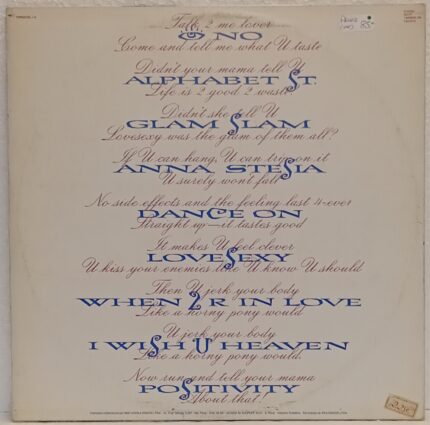 Talk 2 me lover
NO
Come and tell me what U taste
Didn't your mama tell U
ALPHABET St.
Life is 2 good 2 waste
Didn't she tell U
GLAM SLAM
Lovesexy was the glam of them all?
If U can hang, U can try on it
ANNA STESIA
U surely won't fall
No side effects and the feeling last 4-ever
DANCE ON
Straight up—it tastes good
It makes U feel clever
LOVESEXY
U kiss your enemies like U know U should
Then U jerk your body
WHEN 2 R IN LOVE
Like a horny pony would
U jerk your body
I WISH U HEAVEN
Like a horny pony would.
Now run and tell your mama
POSITIVITY
About that!